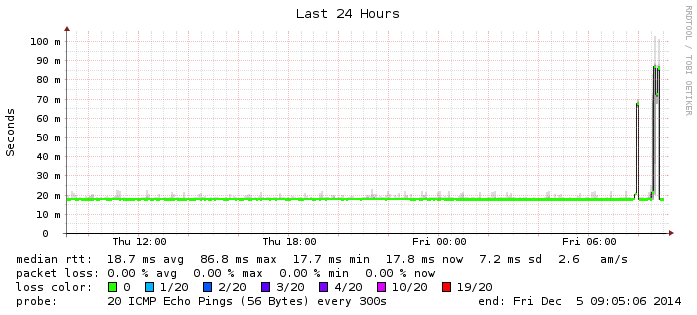 Last 24 Hours
RRDTOOL / TOBI OETIKER
Seconds
100 m
90 m
80 m
70 m
60 m
50 m
40 m
30 m
20 m
10 m
0
Thu 12:00 Thu 18:00 Fri 00:00 Fri 06:00
median rtt: 18.7 ms avg 86.8 ms max 17.7 ms min 17.8 ms now 7.2 ms sd 2.6 am/s
packet loss: 0.00 % avg 0.00 % max 0.00 % min 0.00 % now
loss color: 0 1/20 2/20 3/20 4/20 10/20 19/20
probe: 20 ICMP Echo Pings (56 Bytes) every 300s end: Fri Dec 5 09:05:06 2014